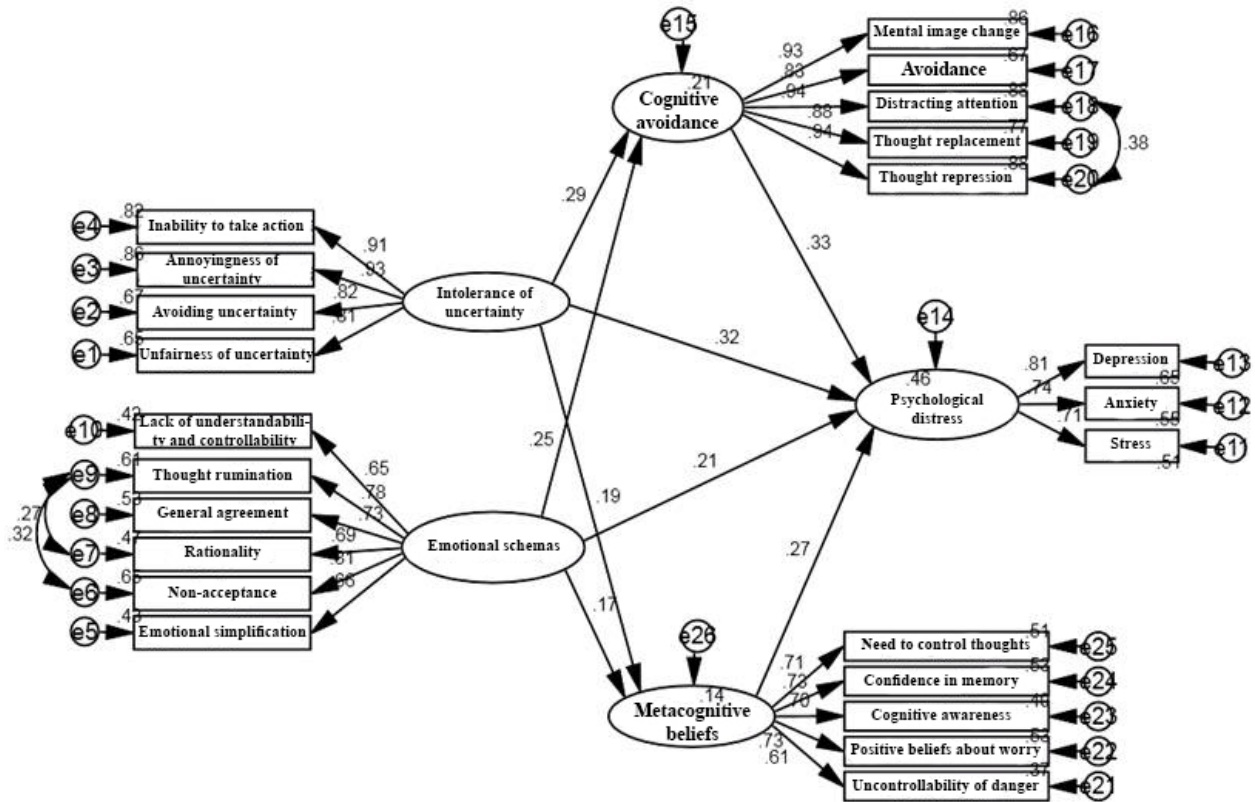 e15
.21
Cognitive
avoidance
.93
.83
.94
.88
.94
.86
Mental image change
e16
.67
Avoidance
e17
.88
Distracting attention
e18
.77
Thought replacement
e19
.88
Thought repression
e20
.38
.29
.33
e4
.82
Inability to take action
e3
.86
Annoyingness of
uncertainty
e2
.67
Avoiding uncertainty
e1
.65
Unfairness of uncertainty
.91
.93
.82
.81
Intolerance of
uncertainty
.32
e14
.46
Psychological
distress
.81
.74
.71
Depression
e13
.65
Anxiety
e12
.55
Stress
e11
.51
e10
.42
Lack of understandabili-
ty and controllability
e9
.61
Thought rumination
e8
.53
General agreement
e7
.47
Rationality
e6
.65
Non-acceptance
e5
.43
Emotional simplification
.27
.32
.65
.78
.73
.69
.81
.66
Emotional schemas
.25
.21
.19
.17
.27
e26
.14
Metacognitive
beliefs
.71
.73
.70
.73
.61
.51
Need to control thoughts
e25
.53
Confidence in memory
e24
Cognitive awareness
e23
.53
Positive beliefs about worry
e22
.37
Uncontrollability of danger
e21